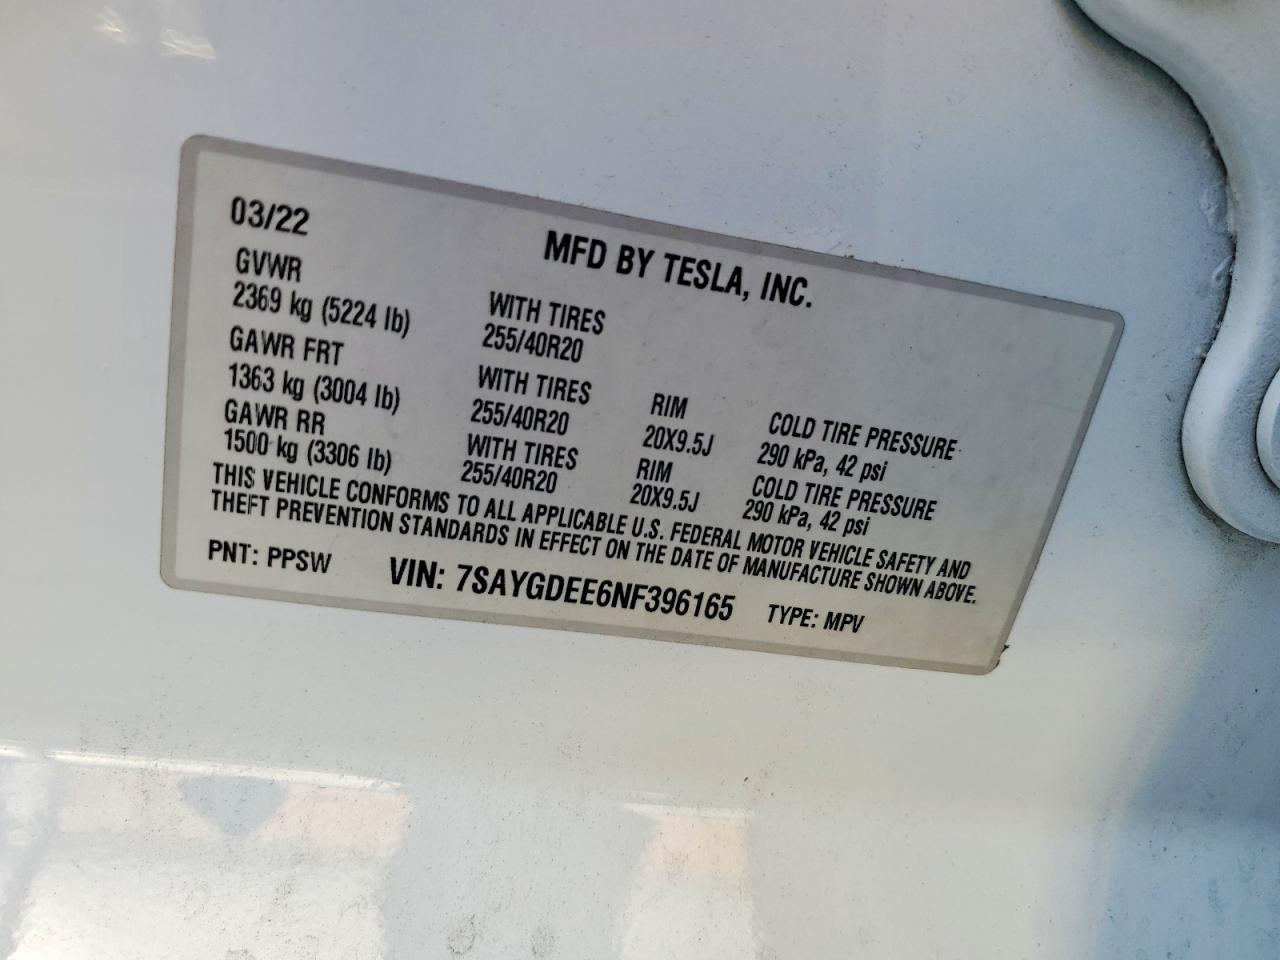 03/22
MFD BY TESLA, INC.
GVWR
2369 kg (5224 lb)
WITH TIRES
255/40R20
GAWR FRT
1363 kg (3004 lb)
WITH TIRES
255/40R20
RIM
20X9.5J
COLD TIRE PRESSURE
290 kPa, 42 psi
GAWR RR
1500 kg (3306 lb)
WITH TIRES
255/40R20
RIM
20X9.5J
COLD TIRE PRESSURE
290 kPa, 42 psi
THIS VEHICLE CONFORMS TO ALL APPLICABLE U.S. FEDERAL MOTOR VEHICLE SAFETY AND
THEFT PREVENTION STANDARDS IN EFFECT ON THE DATE OF MANUFACTURE SHOWN ABOVE.
PNT: PPSW VIN: 7SAYGDEE6NF396165 TYPE: MPV